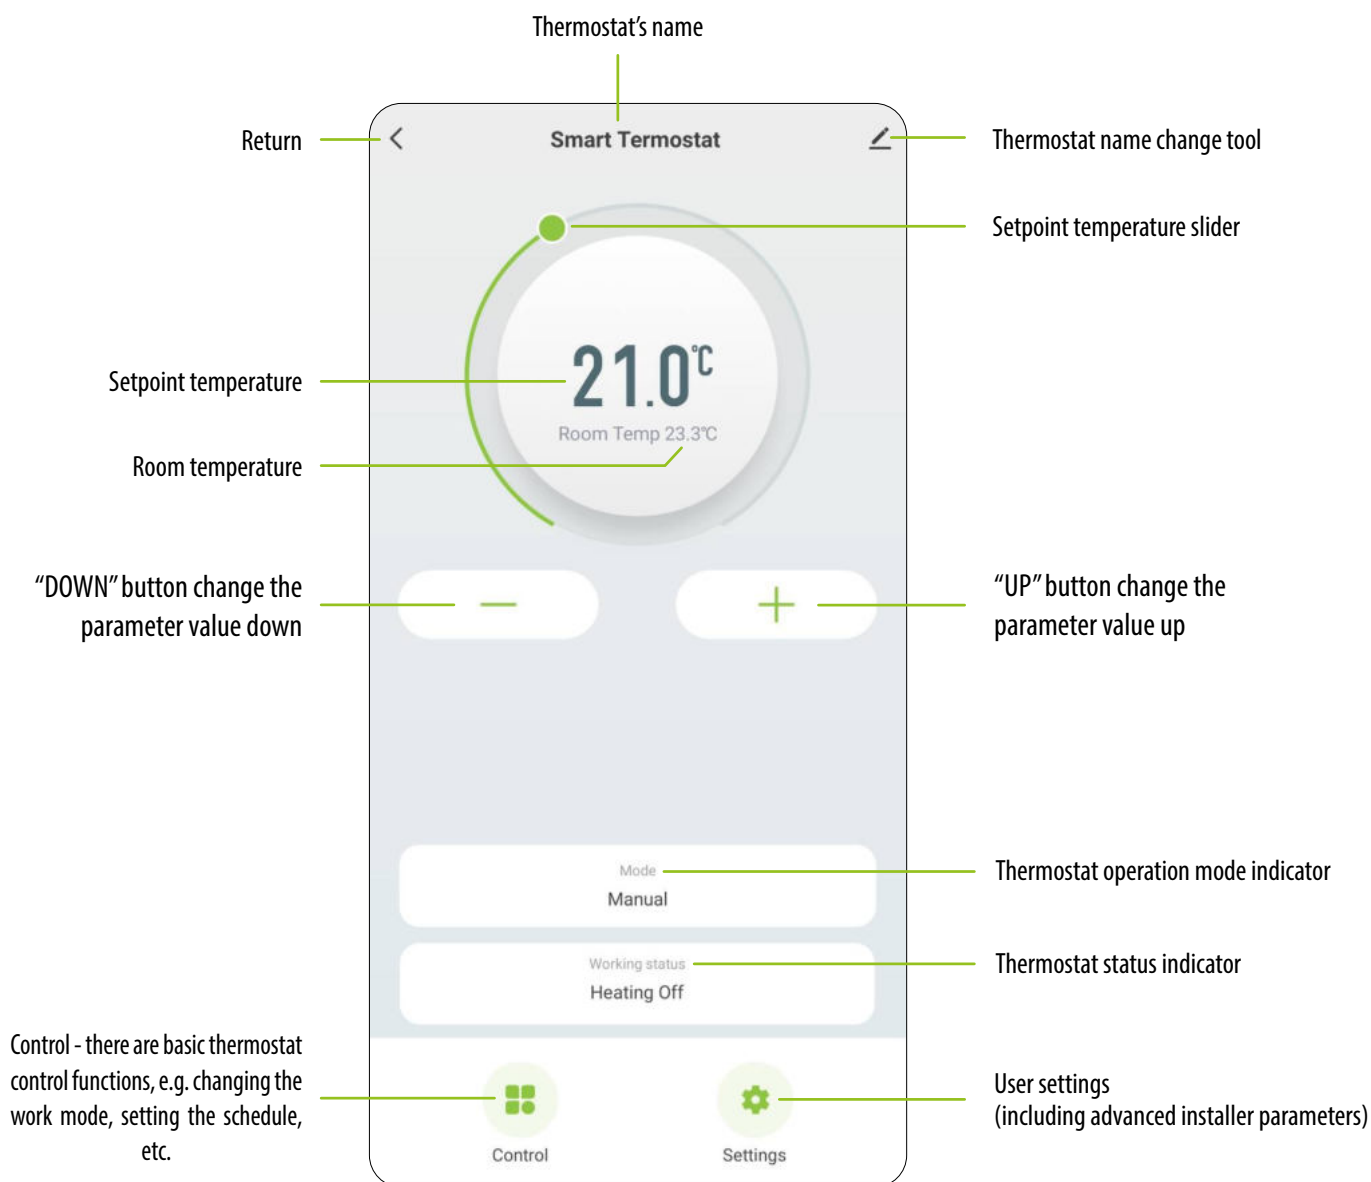 Thermostat's name
Return
Smart Termostat
Thermostat name change tool
Setpoint temperature slider
Setpoint temperature
21.0°C
Room Temp 23.3°C
Room temperature
“DOWN” button change the
parameter value down
“UP” button change the
parameter value up
Mode
Manual
Thermostat operation mode indicator
Working status
Heating Off
Thermostat status indicator
Control - there are basic thermostat
control functions, e.g. changing the
work mode, setting the schedule,
etc.
Control
Settings
User settings
(including advanced installer parameters)